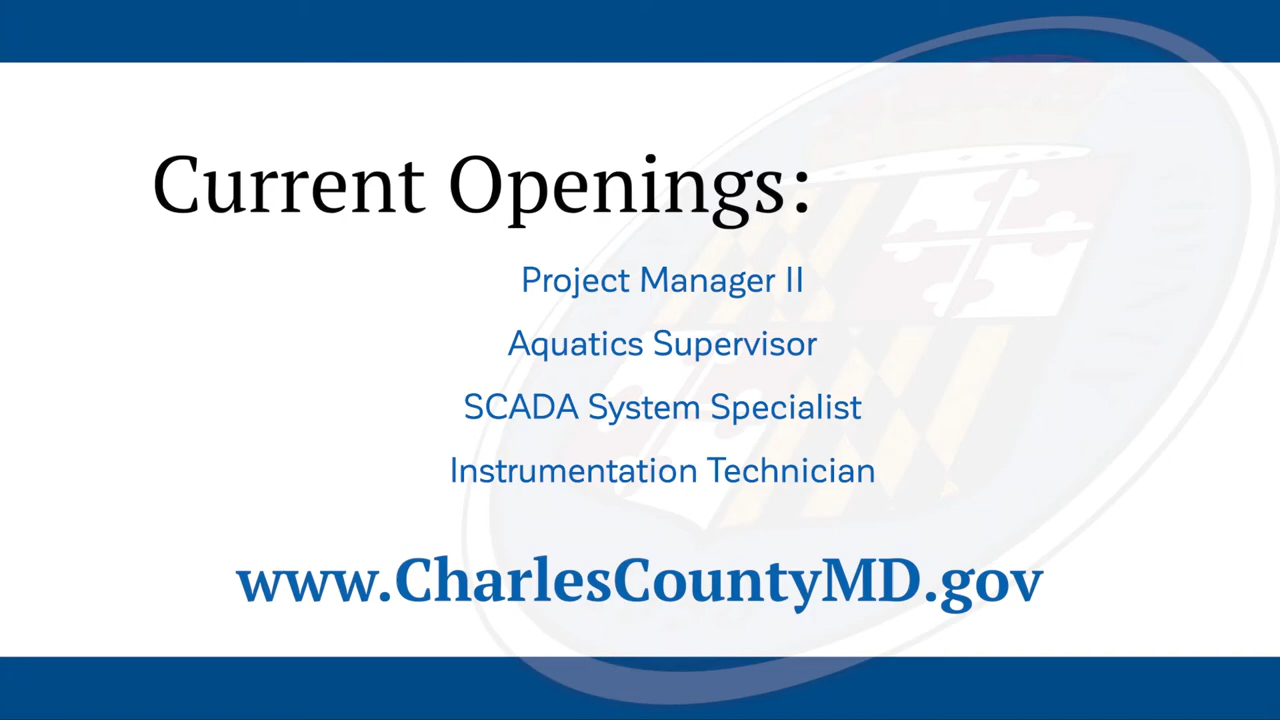 Current Openings:
Project Manager II
Aquatics Supervisor
SCADA System Specialist
Instrumentation Technician
www.CharlesCountyMD.gov